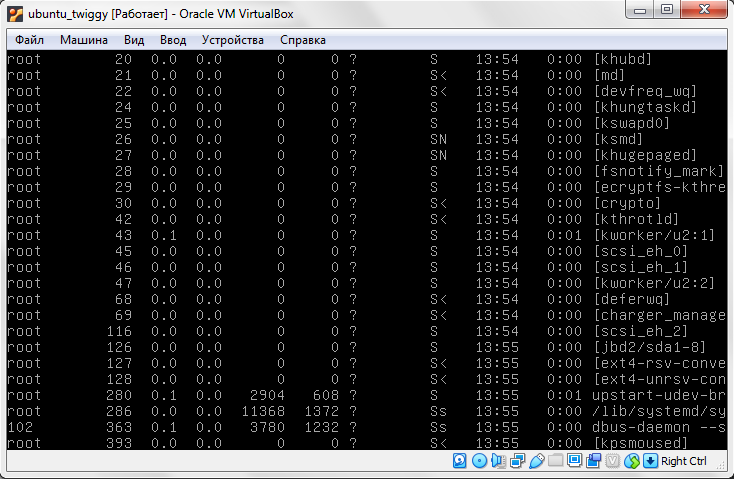 ubuntu_twiggy [Работает] - Oracle VM VirtualBox
Файл Машина Вид Ввод Устройства Справка
root 20 0.0 0.0 0 0 ? S 13:54 0:00 [khubd]
root 21 0.0 0.0 0 0 ? S< 13:54 0:00 [md]
root 22 0.0 0.0 0 0 ? S< 13:54 0:00 [devfreq_wq]
root 24 0.0 0.0 0 0 ? S 13:54 0:00 [khungtaskd]
root 25 0.0 0.0 0 0 ? S 13:54 0:00 [kswapd0]
root 26 0.0 0.0 0 0 ? SN 13:54 0:00 [ksmd]
root 27 0.0 0.0 0 0 ? SN 13:54 0:00 [khugepaged]
root 28 0.0 0.0 0 0 ? S 13:54 0:00 [fsnotify_mark]
root 29 0.0 0.0 0 0 ? S 13:54 0:00 [ecryptfs-kthre
root 30 0.0 0.0 0 0 ? S< 13:54 0:00 [crypto]
root 42 0.0 0.0 0 0 ? S< 13:54 0:00 [kthrotld]
root 43 0.1 0.0 0 0 ? S 13:54 0:01 [kworker/u2:1]
root 45 0.0 0.0 0 0 ? S 13:54 0:00 [scsi_eh_0]
root 46 0.0 0.0 0 0 ? S 13:54 0:00 [scsi_eh_1]
root 47 0.0 0.0 0 0 ? S 13:54 0:00 [kworker/u2:2]
root 68 0.0 0.0 0 0 ? S< 13:54 0:00 [deferwq]
root 69 0.0 0.0 0 0 ? S< 13:54 0:00 [charger_manage
root 116 0.0 0.0 0 0 ? S 13:54 0:00 [scsi_eh_2]
root 126 0.0 0.0 0 0 ? S 13:55 0:00 [jbd2/sda1-8]
root 127 0.0 0.0 0 0 ? S< 13:55 0:00 [ext4-rsv-conve
root 128 0.0 0.0 0 0 ? S< 13:55 0:00 [ext4-unrsv-con
root 280 0.1 0.0 2904 608 ? S 13:55 0:01 upstart-udev-br
root 286 0.0 0.0 11368 1372 ? Ss 13:55 0:00 /lib/systemd/sy
102 363 0.1 0.0 3780 1232 ? Ss 13:55 0:00 dbus-daemon --s
root 393 0.0 0.0 0 0 ? S< 13:55 0:00 [kpsmoused]
Right Ctrl